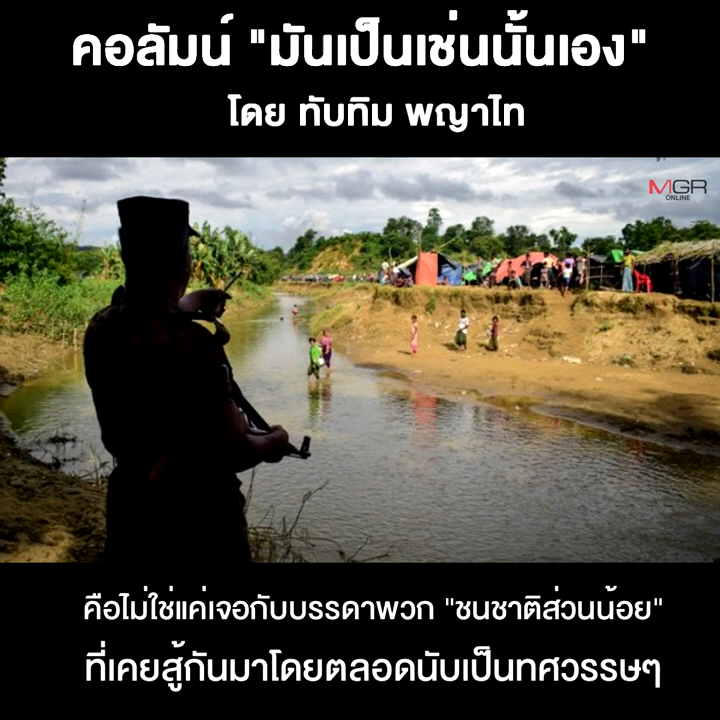 คอลัมน์ "มันเป็นเช่นนั้นเอง"
โดย ทับทิม พญาไท
MGR
ONLINE
คือไม่ใช่แค่เจอกับบรรดาพวก "ชนชาติส่วนน้อย"
ที่เคยสู้กันมาโดยตลอดนับเป็นทศวรรษๆ